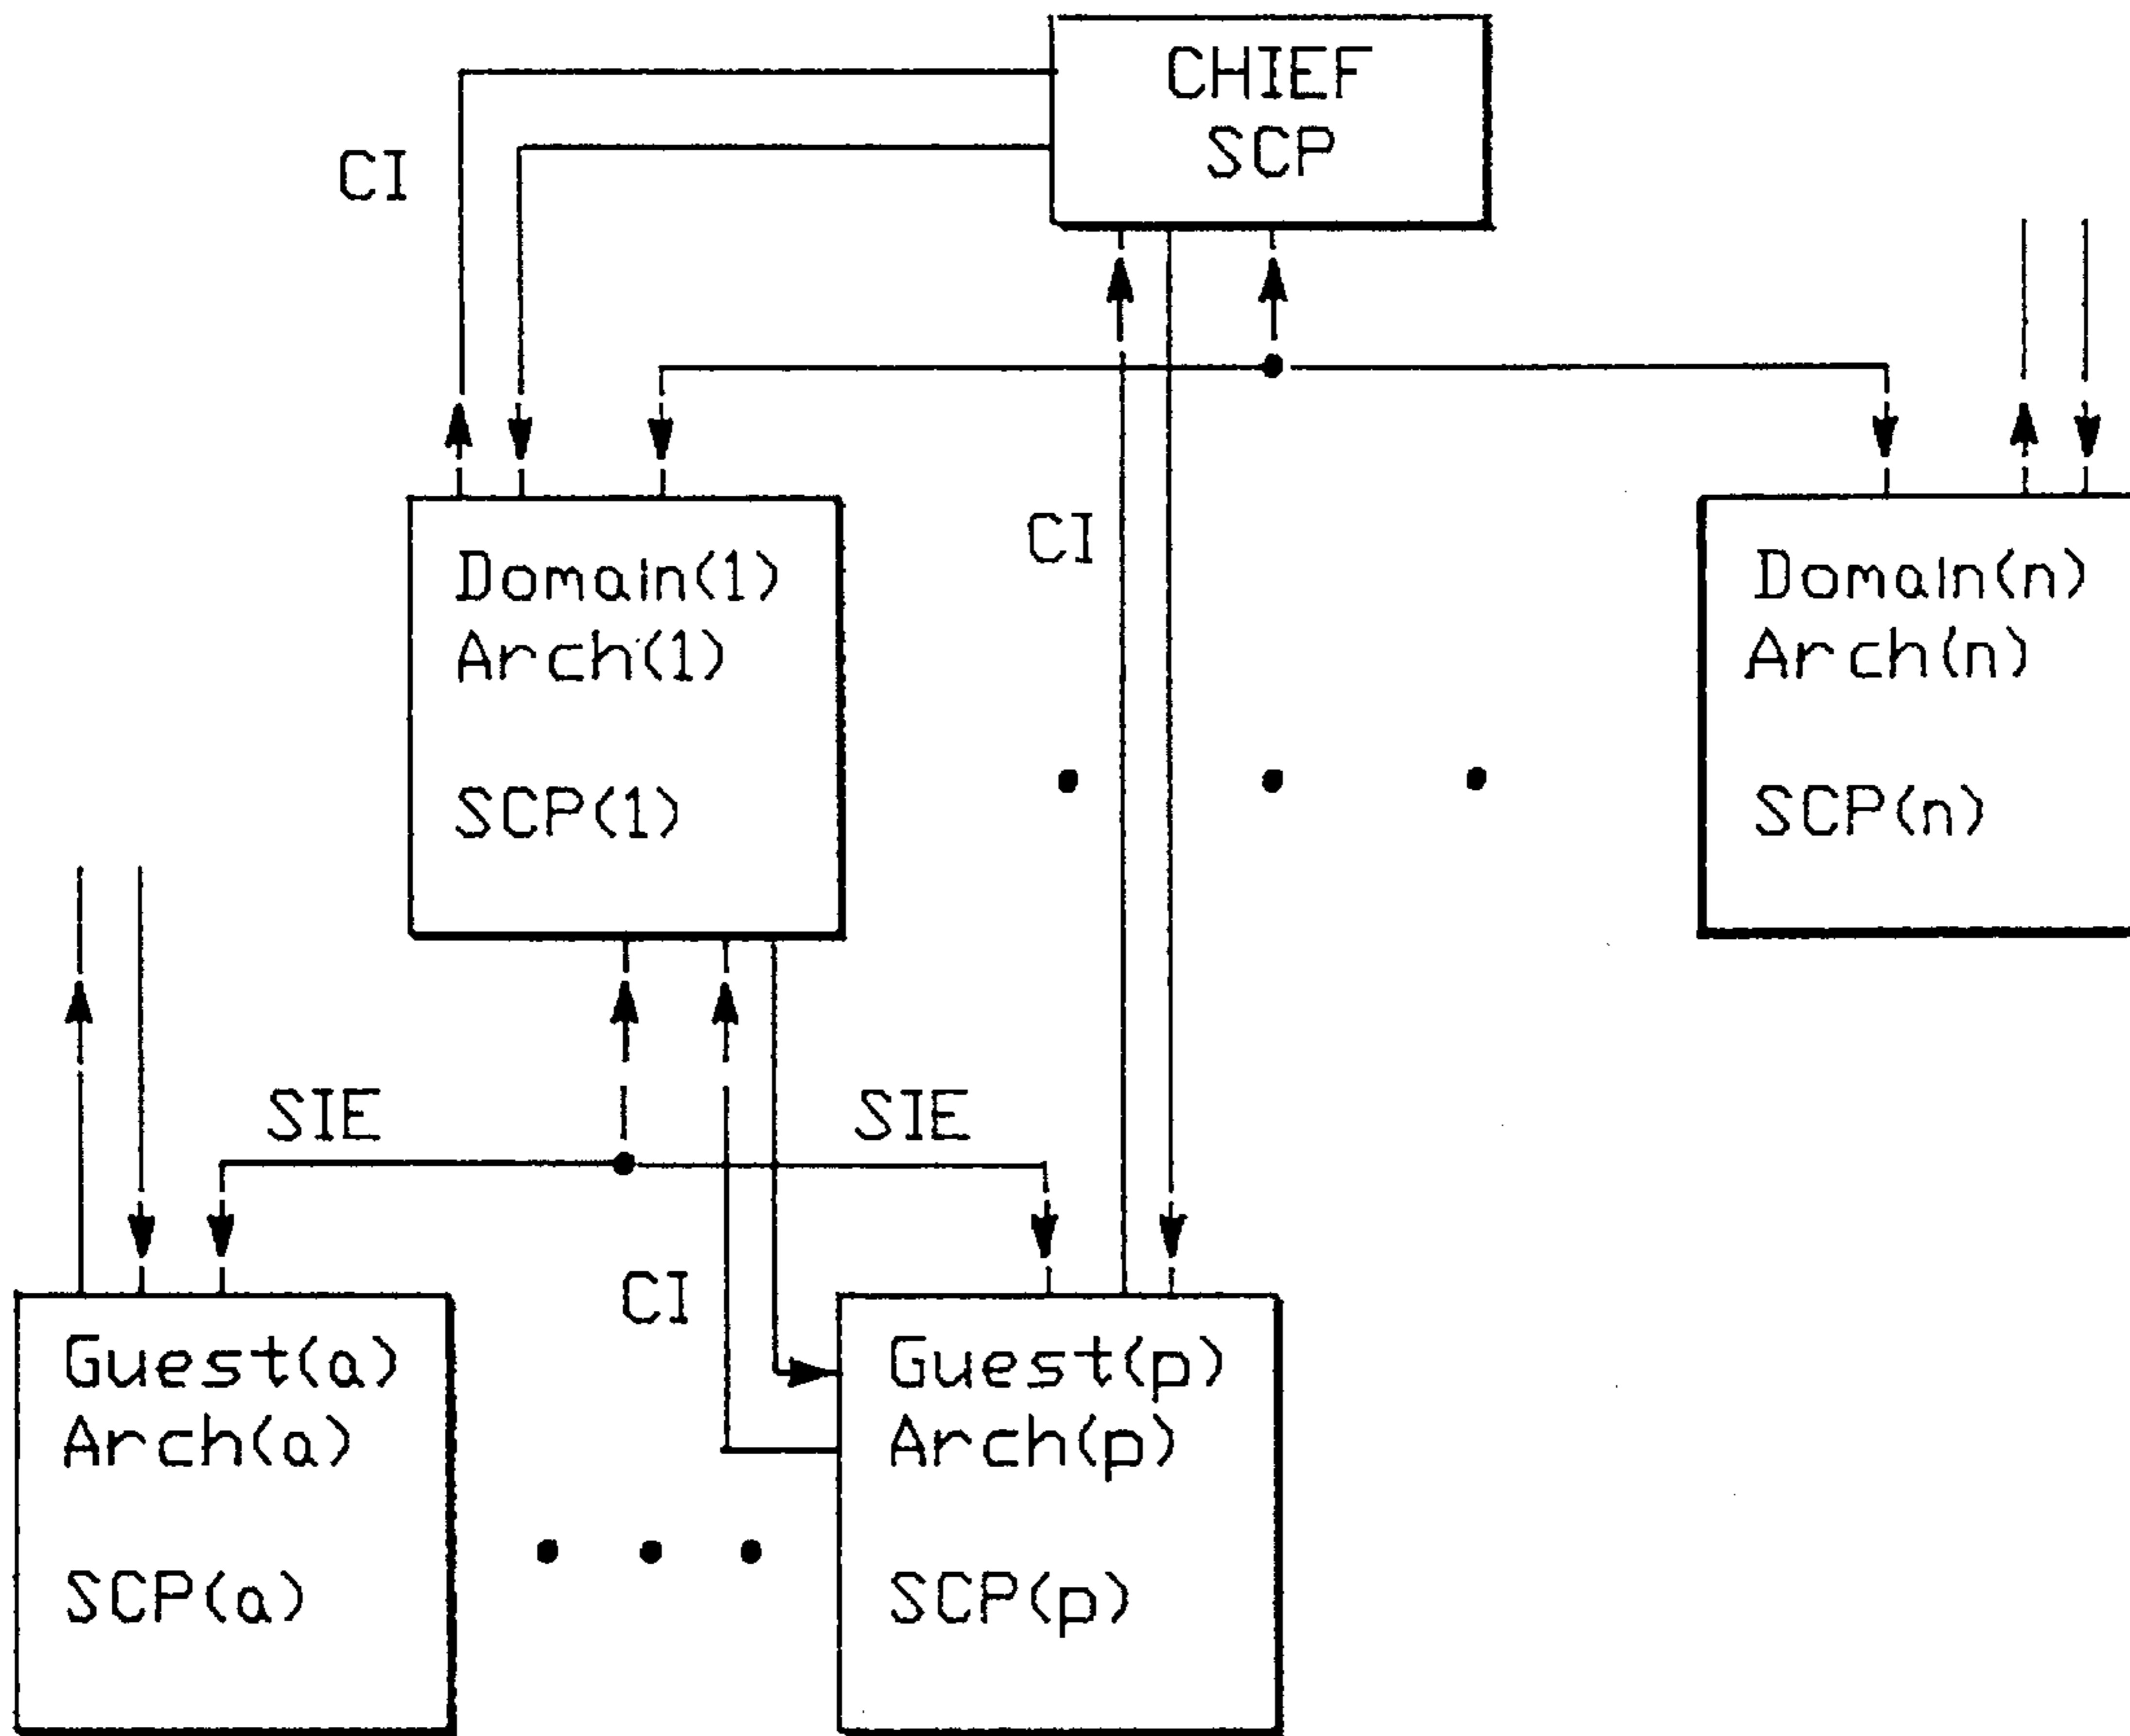 CHIEF
SCP
CI
CI
Domain(1)
Arch(1)
SCP(1)
Domain(n)
Arch(n)
SCP(n)
SIE
SIE
CI
Guest(a)
Arch(a)
SCP(a)
Guest(p)
Arch(p)
SCP(p)